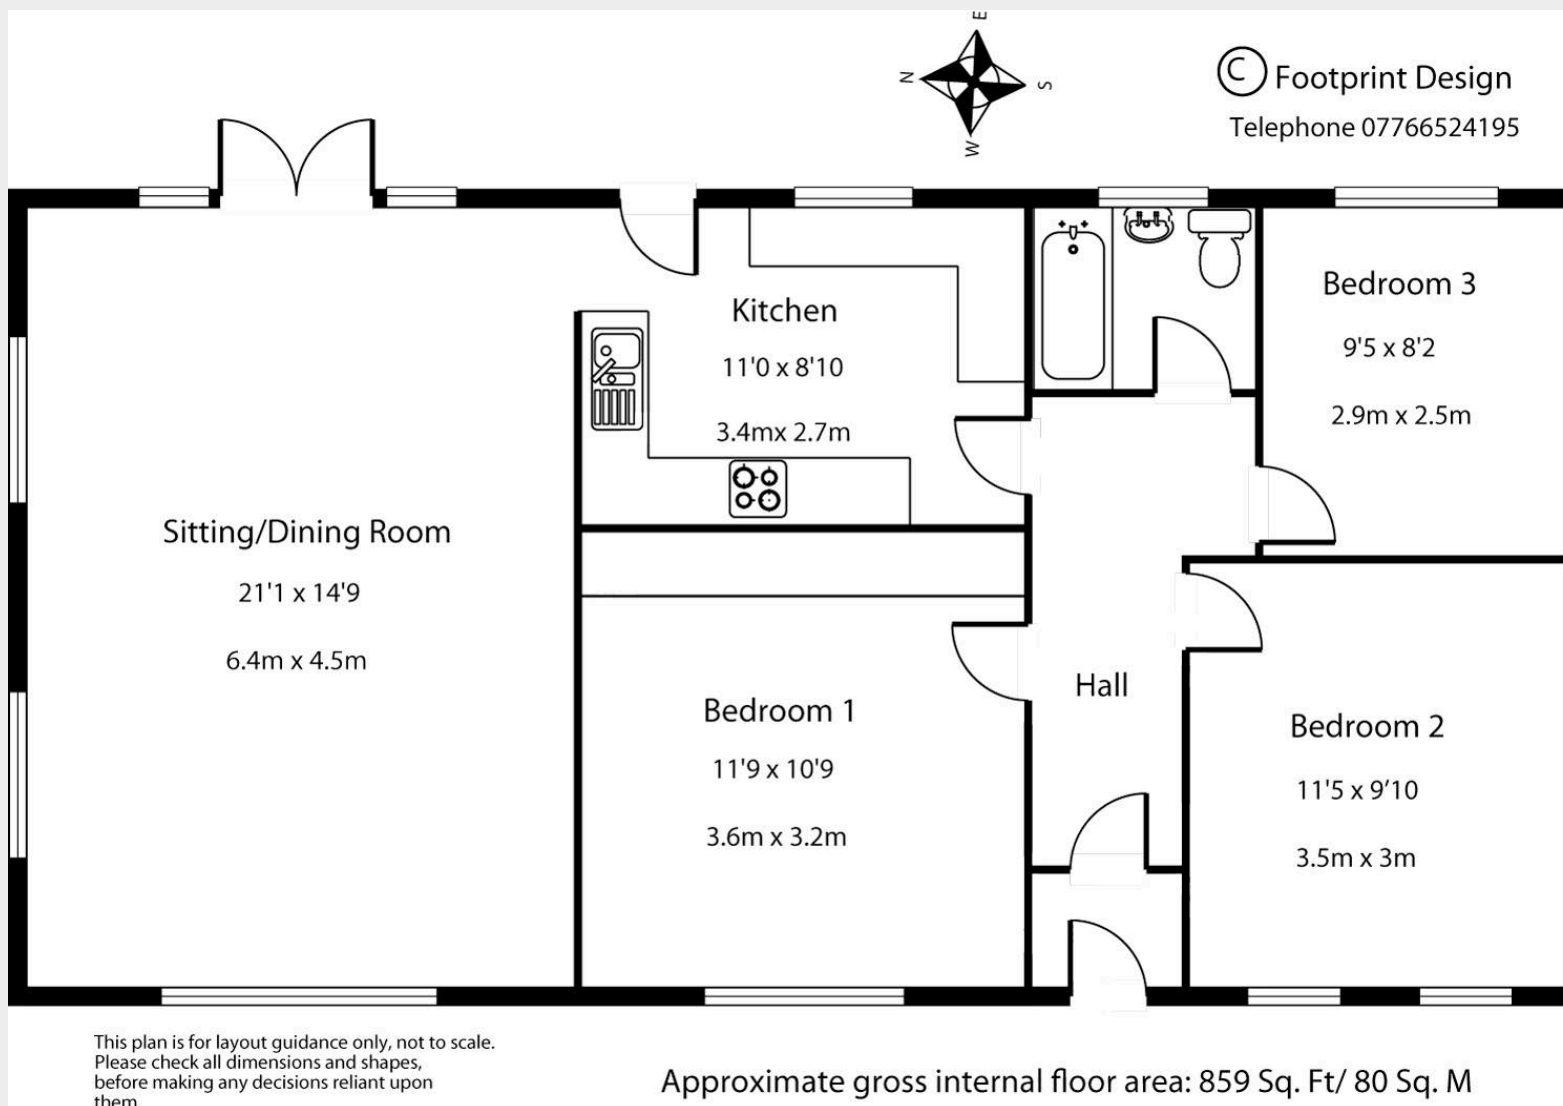 E
N
S
W
C Footprint Design
Telephone 07766524195
Kitchen
11'0 x 8'10
3.4mx 2.7m
Bedroom 3
9'5 x 8'2
2.9m x 2.5m
Sitting/Dining Room
21'1 x 14'9
6.4m x 4.5m
Hall
Bedroom 1
11'9 x 10'9
3.6m x 3.2m
Bedroom 2
11'5 x 9’10
3.5m x 3m
This plan is for layout guidance only, not to scale.
Please check all dimensions and shapes,
before making any decisions reliant upon
them
Approximate gross internal floor area: 859 Sq. Ft/ 80 Sq. M